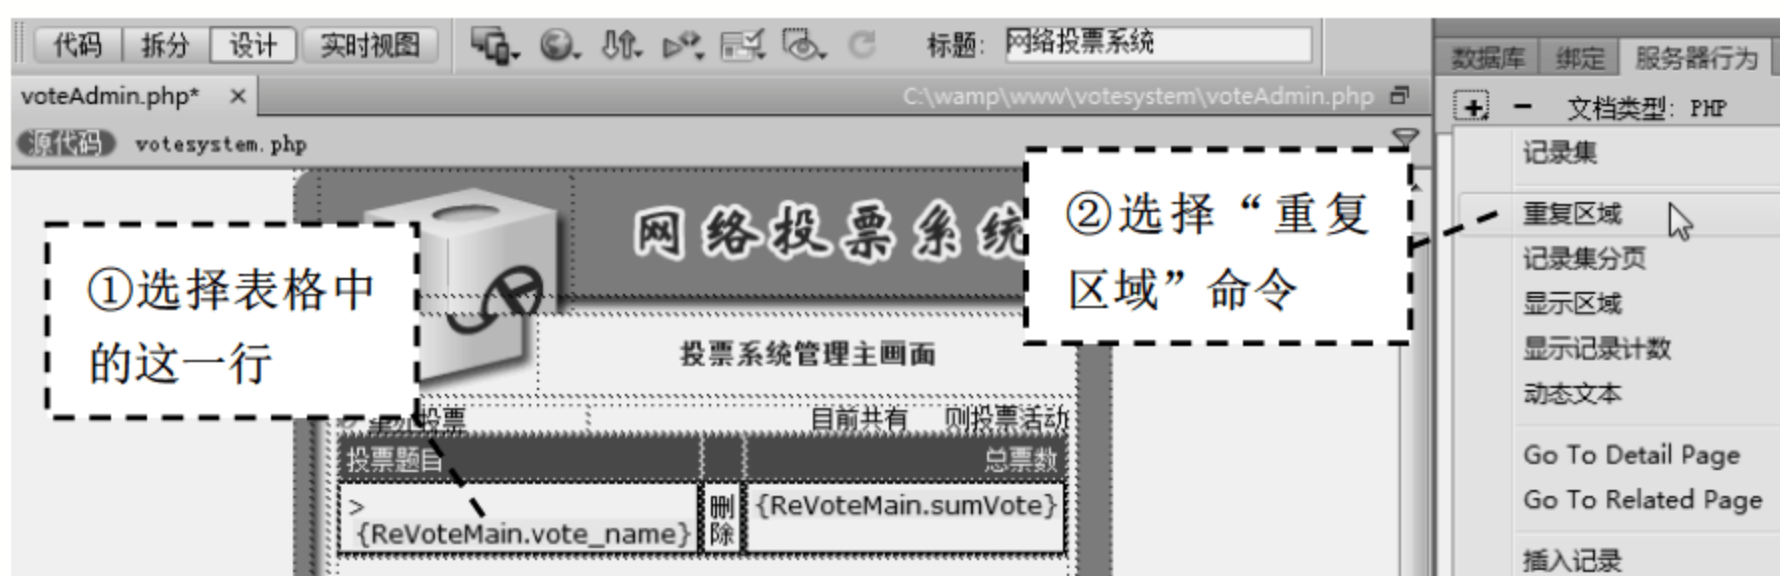 代码 拆分 设计 实时视图 标题: 网络投票系统
数据库 绑定 服务器行为
voteAdmin.php* × C:\wamp\www\votesystem\voteAdmin.php
+ − 文档类型: PHP
源代码 votesystem.php
记录集
重复区域
记录集分页
显示区域
显示记录计数
动态文本
Go To Detail Page
Go To Related Page
插入记录
网络投票系统
②选择“重复
区域”命令
①选择表格中
的这一行
投票系统管理主画面
投票 目前共有 则投票活动
投票题目 总票数
>
{ReVoteMain.vote_name}
删
除
{ReVoteMain.sumVote}